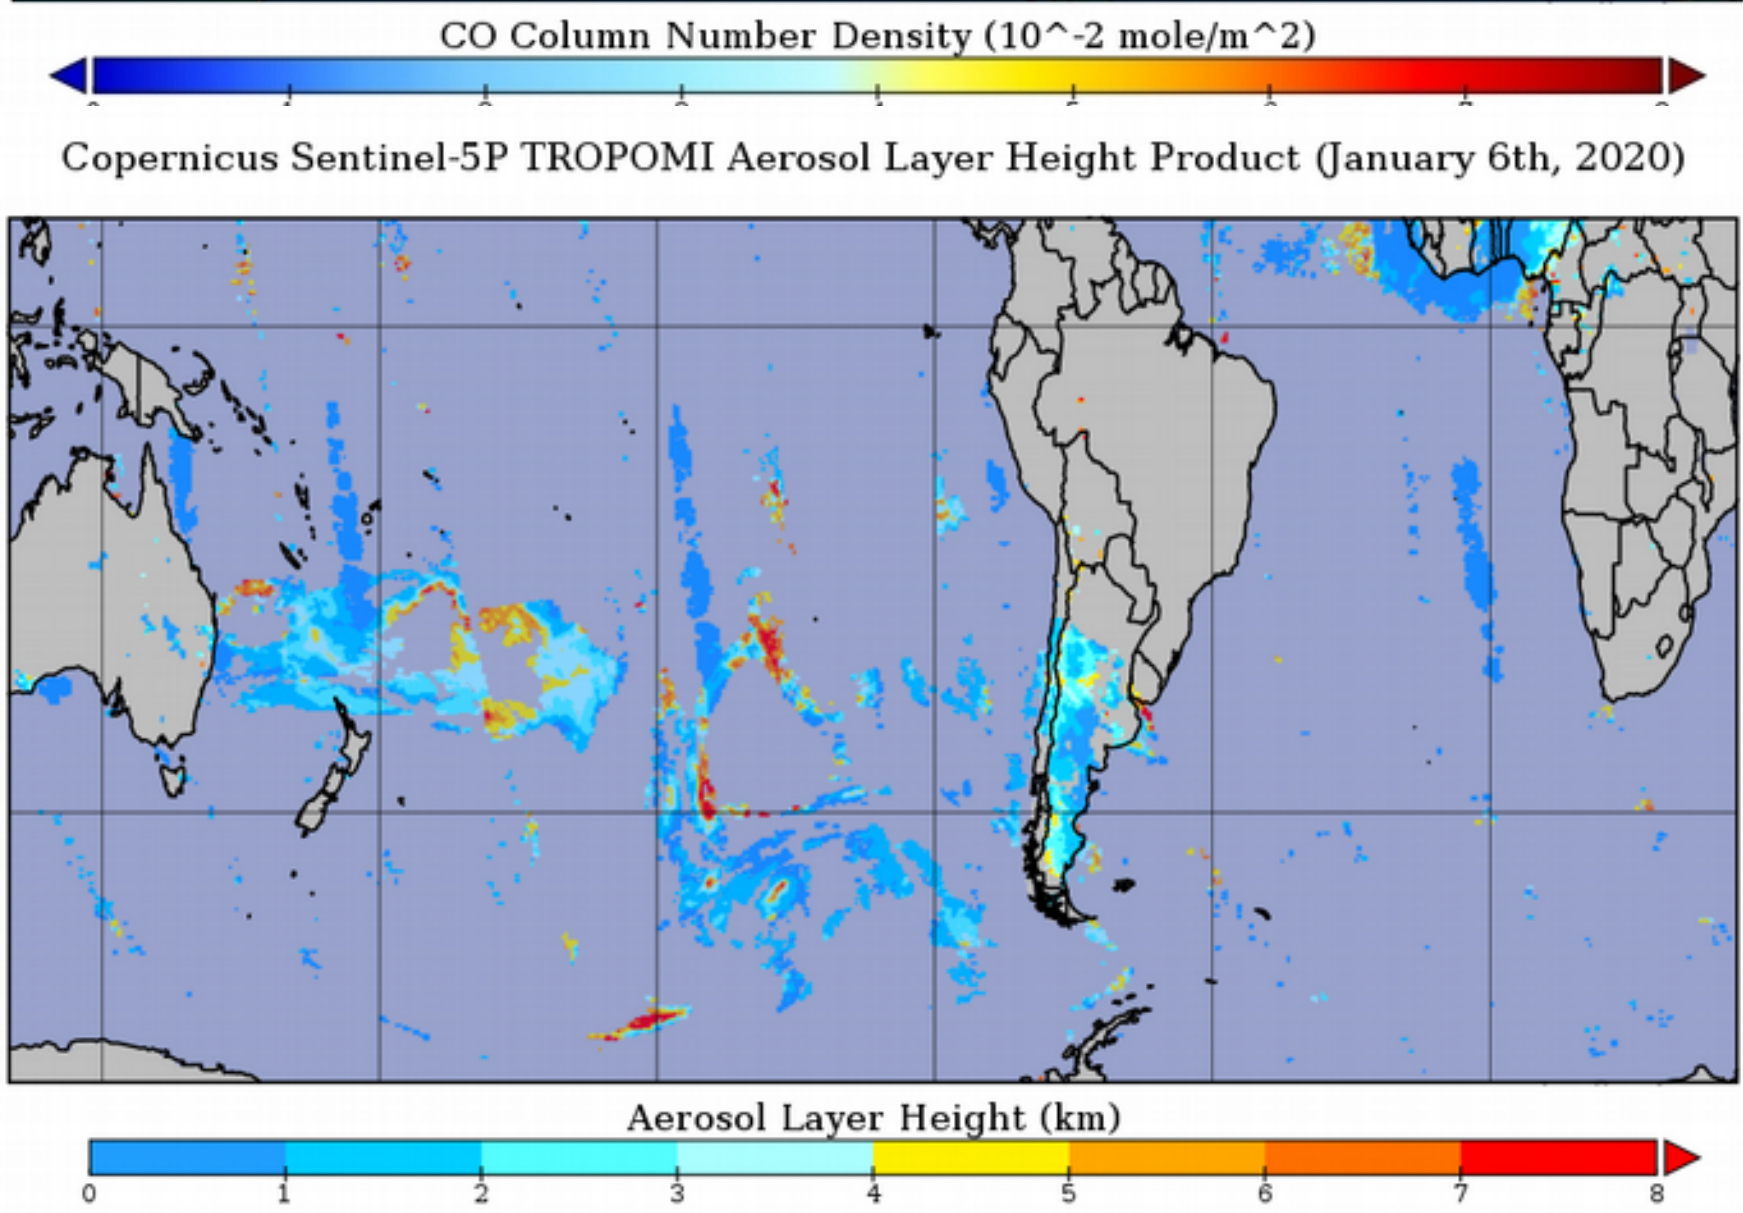 CO Column Number Density (10^-2 mole/m^2)
Copernicus Sentinel-5P TROPOMI Aerosol Layer Height Product (January 6th, 2020)
Aerosol Layer Height (km)
0 1 2 3 4 5 6 7 8